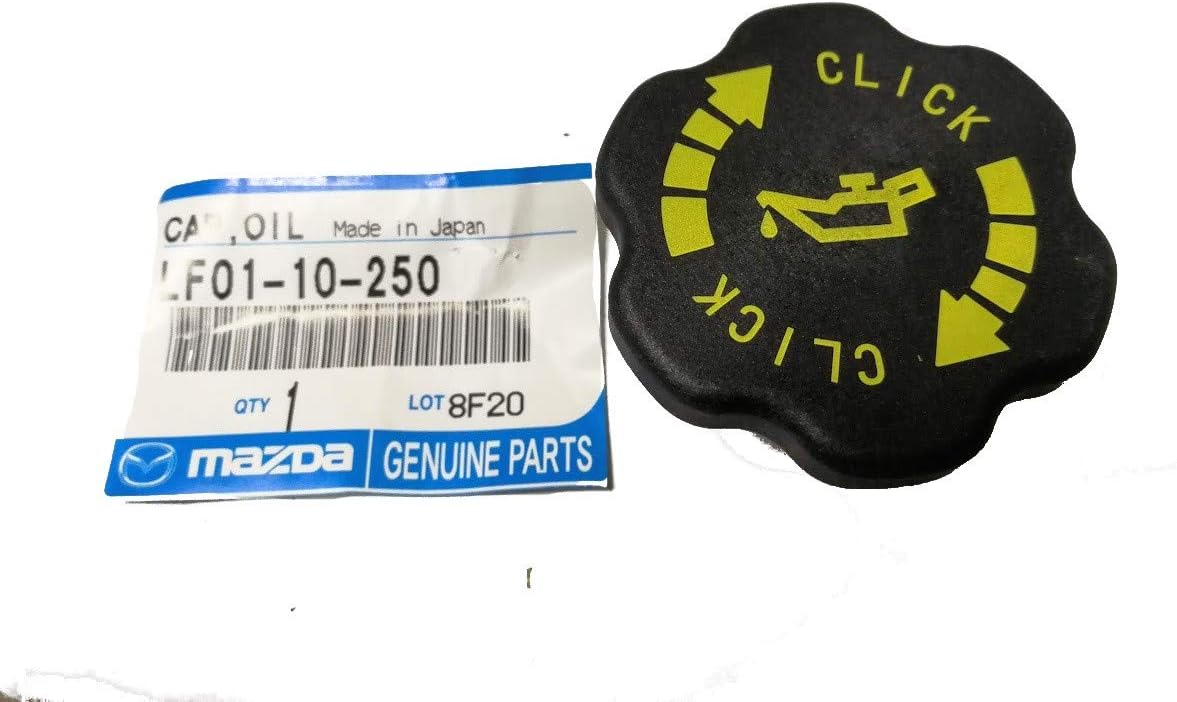 CAP, OIL Made in Japan
LF01-10-250
QTY 1 LOT 8F20
mazda GENUINE PARTS
CLICK
CLICK